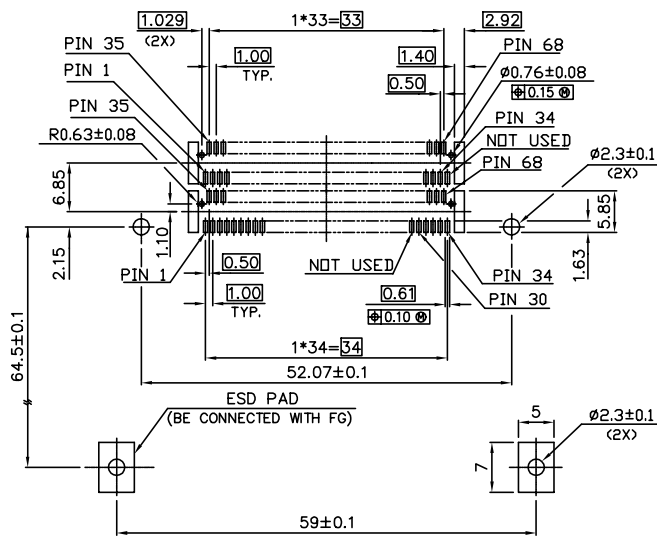 1.029
(2X)
1*33=33
2.92
PIN 35
1.00
TYP.
1.40
PIN 68
PIN 1
0.50
Ø0.76±0.08
⌖ 0.15 Ⓜ
PIN 35
PIN 34
R0.63±0.08
NOT USED
PIN 68
Ø2.3±0.1
(2X)
6.85
5.85
1.10
2.15
1.63
PIN 1
0.50
NOT USED
PIN 34
1.00
TYP.
0.61
PIN 30
⌖ 0.10 Ⓜ
1*34=34
64.5±0.1
52.07±0.1
ESD PAD
(BE CONNECTED WITH FG)
5
Ø2.3±0.1
(2X)
7
59±0.1